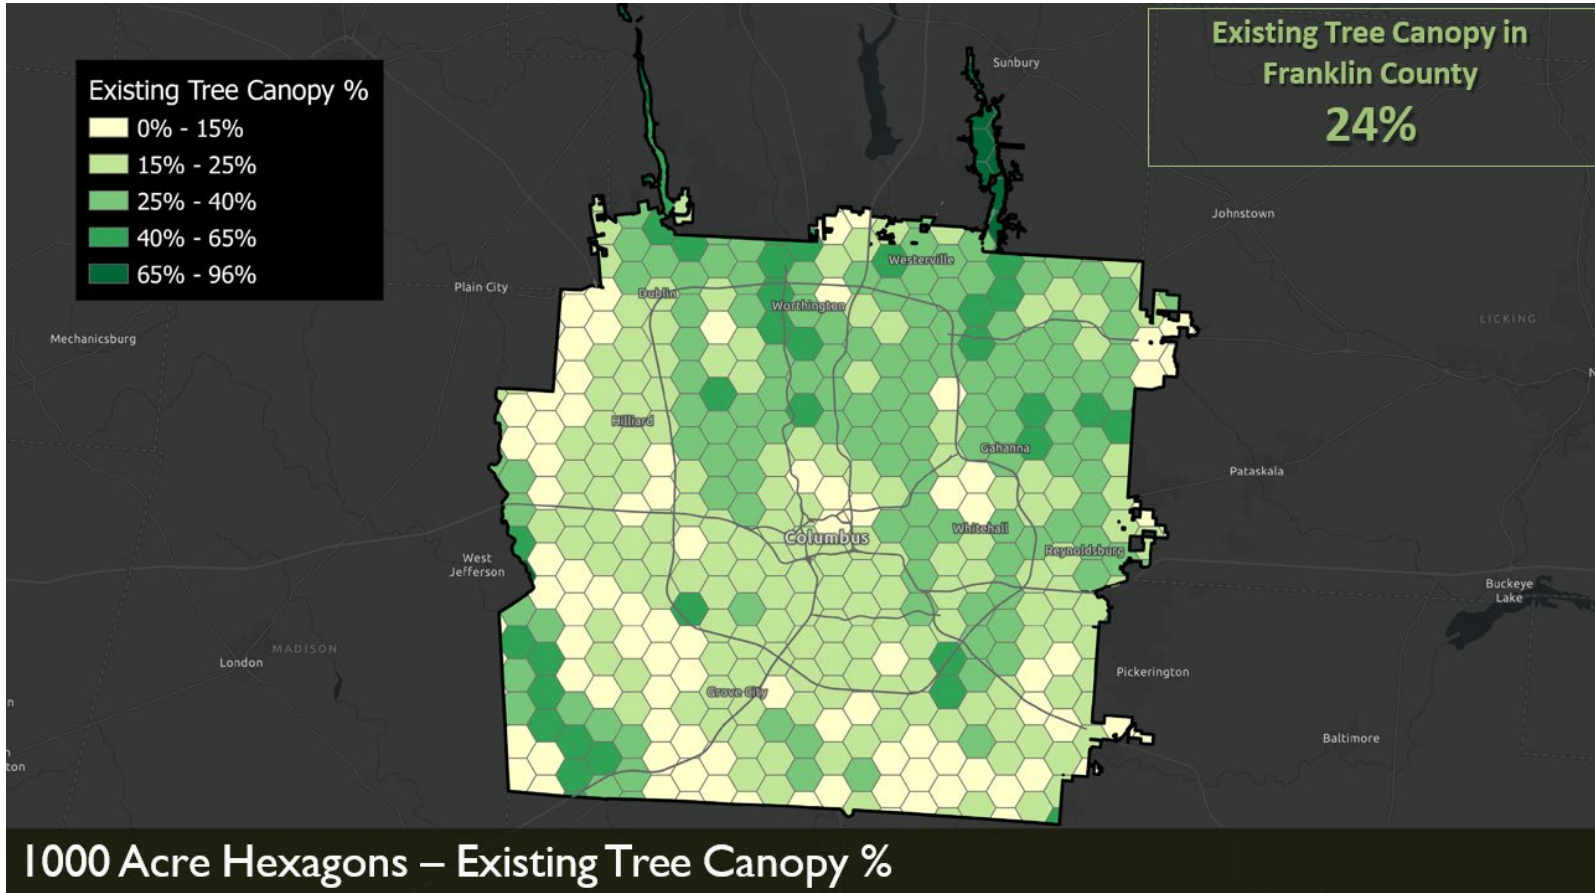 Existing Tree Canopy in
Franklin County
24%
Existing Tree Canopy %
0% - 15%
15% - 25%
25% - 40%
40% - 65%
65% - 96%
Sunbury
Johnstown
Plain City
Mechanicsburg
LICKING
Westerville
Dublin
Worthington
Hilliard
Gahanna
Pataskala
Whitehall
Columbus
Reynoldsburg
West
Jefferson
Buckeye
Lake
MADISON
London
Pickerington
Grove City
Baltimore
ton
1000 Acre Hexagons – Existing Tree Canopy %